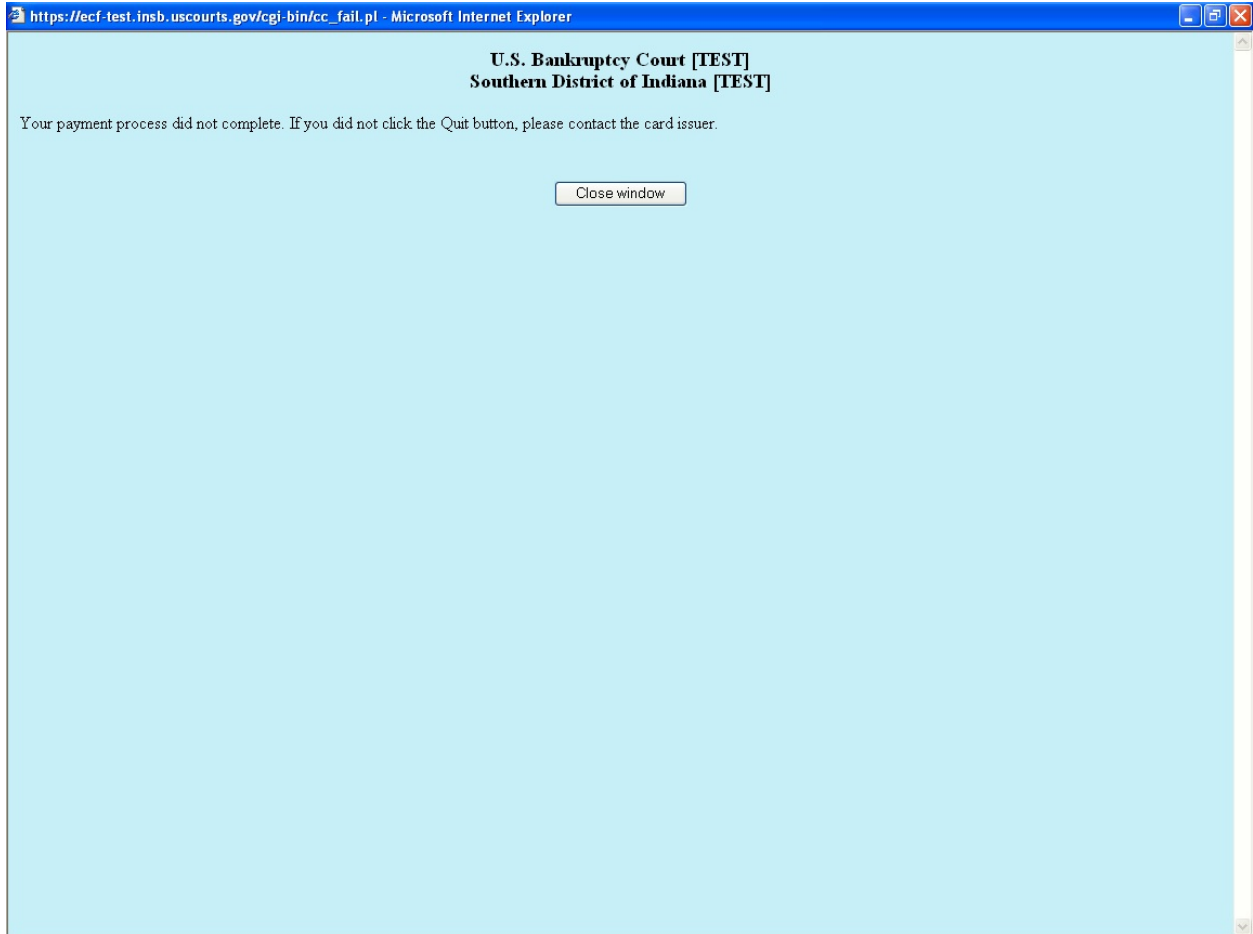 https://ecf-test.insb.uscourts.gov/cgi-bin/cc_fail.pl - Microsoft Internet Explorer
U.S. Bankruptcy Court [TEST]
Southern District of Indiana [TEST]
Your payment process did not complete. If you did not click the Quit button, please contact the card issuer.
Close window